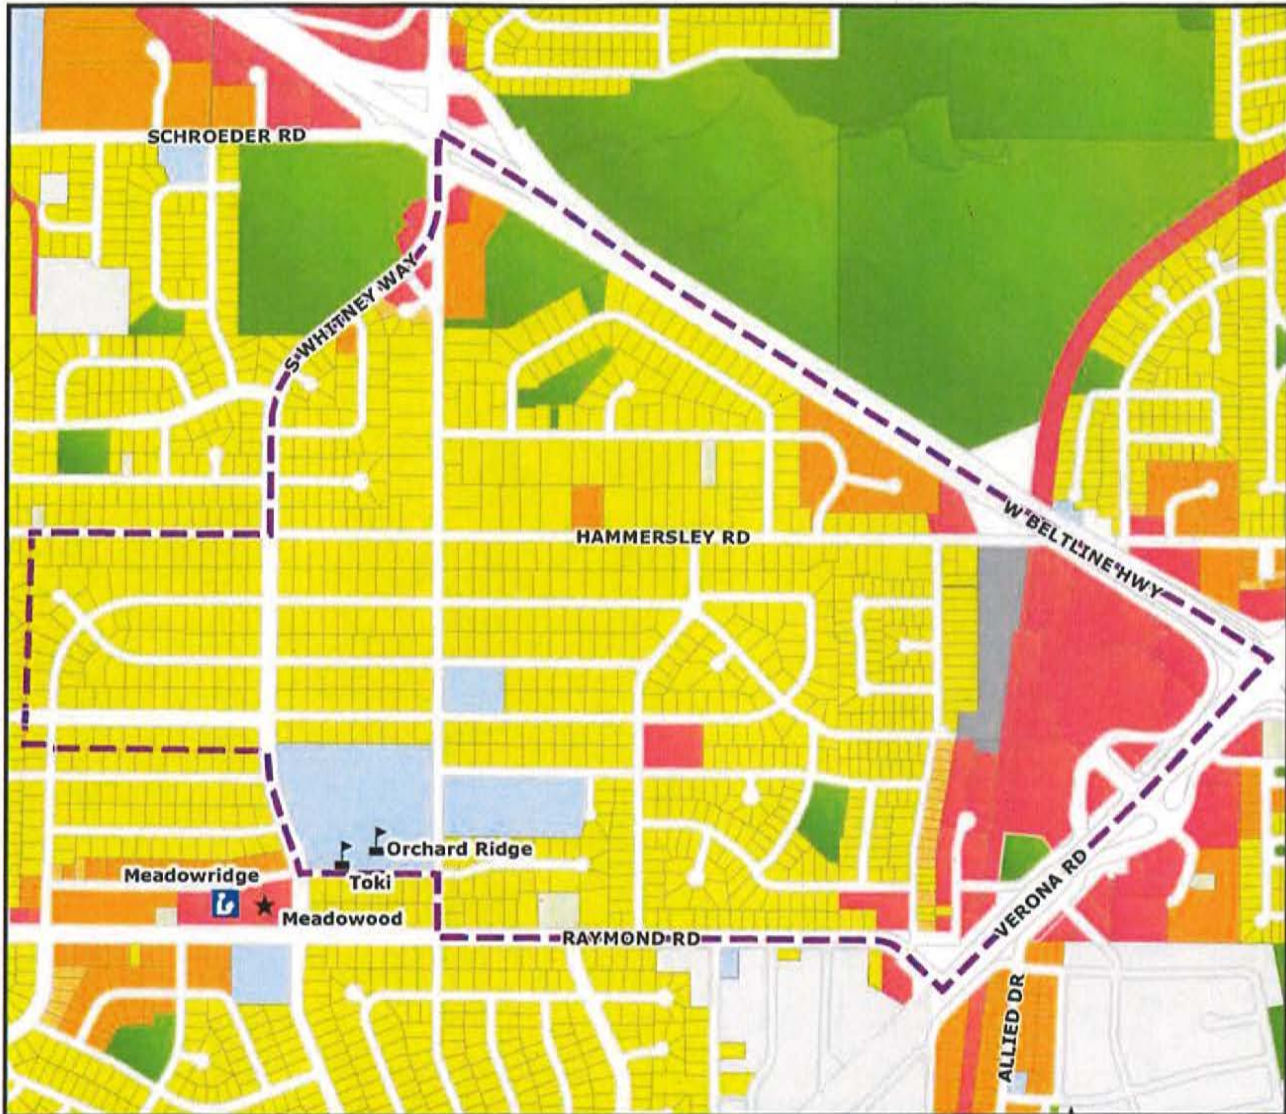 SCHROEDER RD
S WHITNEY WAY
HAMMERSLEY RD
W BELTLINE HWY
Orchard Ridge
Toki
Meadowridge
Meadowood
RAYMOND RD
VERONA RD
ALLIED DR